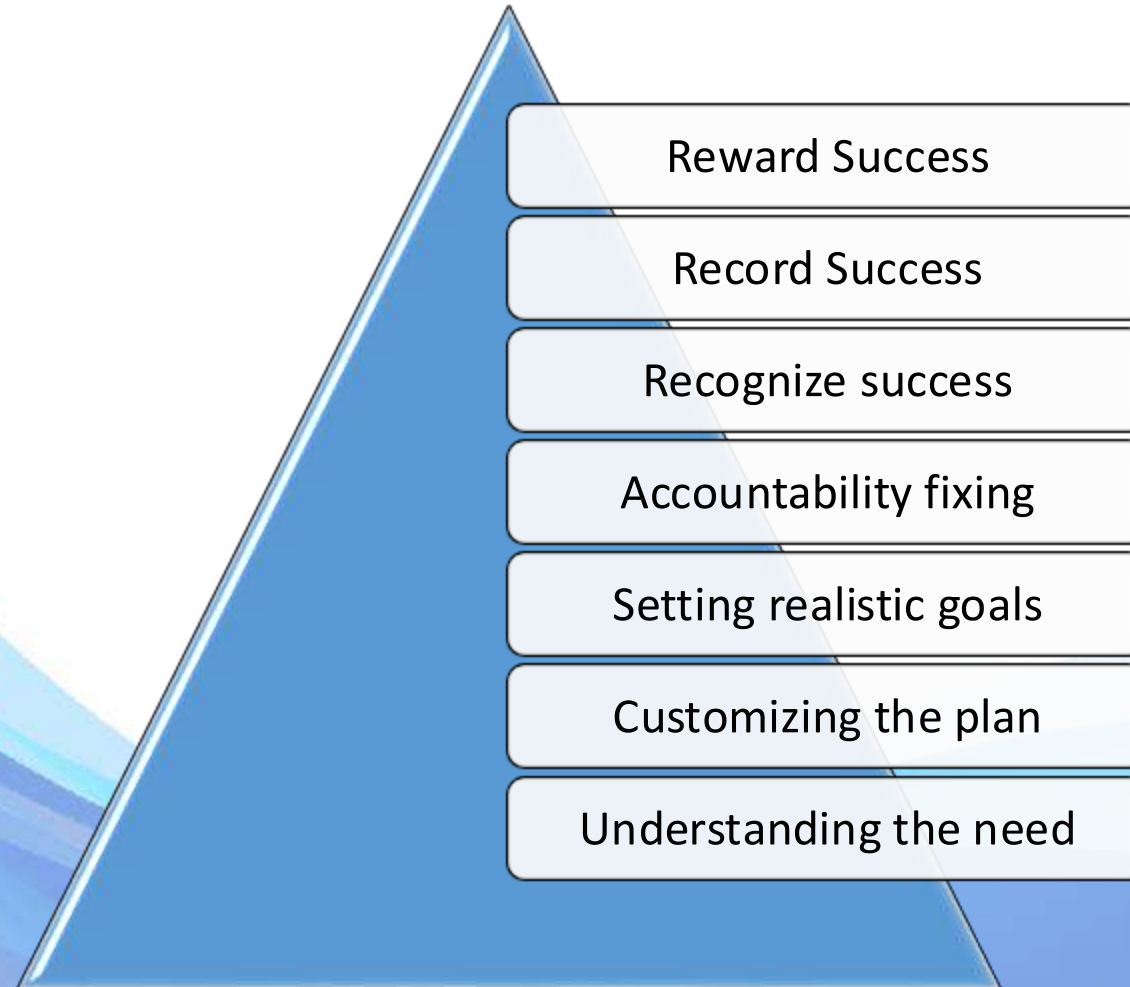 Reward Success
Record Success
Recognize success
Accountability fixing
Setting realistic goals
Customizing the plan
Understanding the need